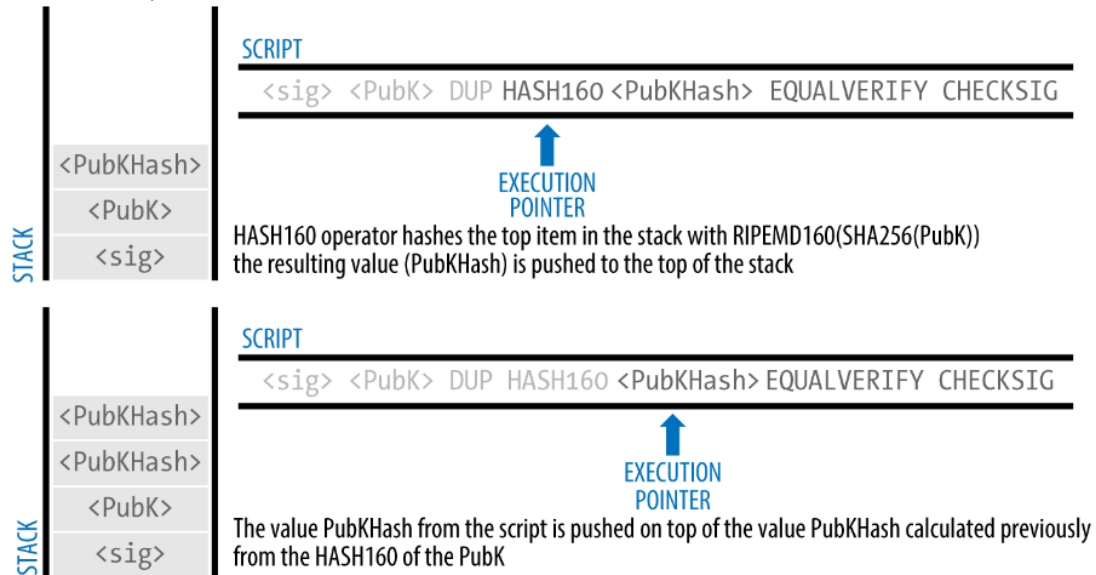 SCRIPT
<sig> <PubK> DUP HASH160 <PubKHash> EQUALVERIFY CHECKSIG
<PubKHash>
<PubK>
<sig>
STACK
EXECUTION
POINTER
HASH160 operator hashes the top item in the stack with RIPEMD160(SHA256(PubK))
the resulting value (PubKHash) is pushed to the top of the stack
SCRIPT
<sig> <PubK> DUP HASH160 <PubKHash> EQUALVERIFY CHECKSIG
<PubKHash>
<PubKHash>
<PubK>
<sig>
STACK
EXECUTION
POINTER
The value PubKHash from the script is pushed on top of the value PubKHash calculated previously
from the HASH160 of the PubK